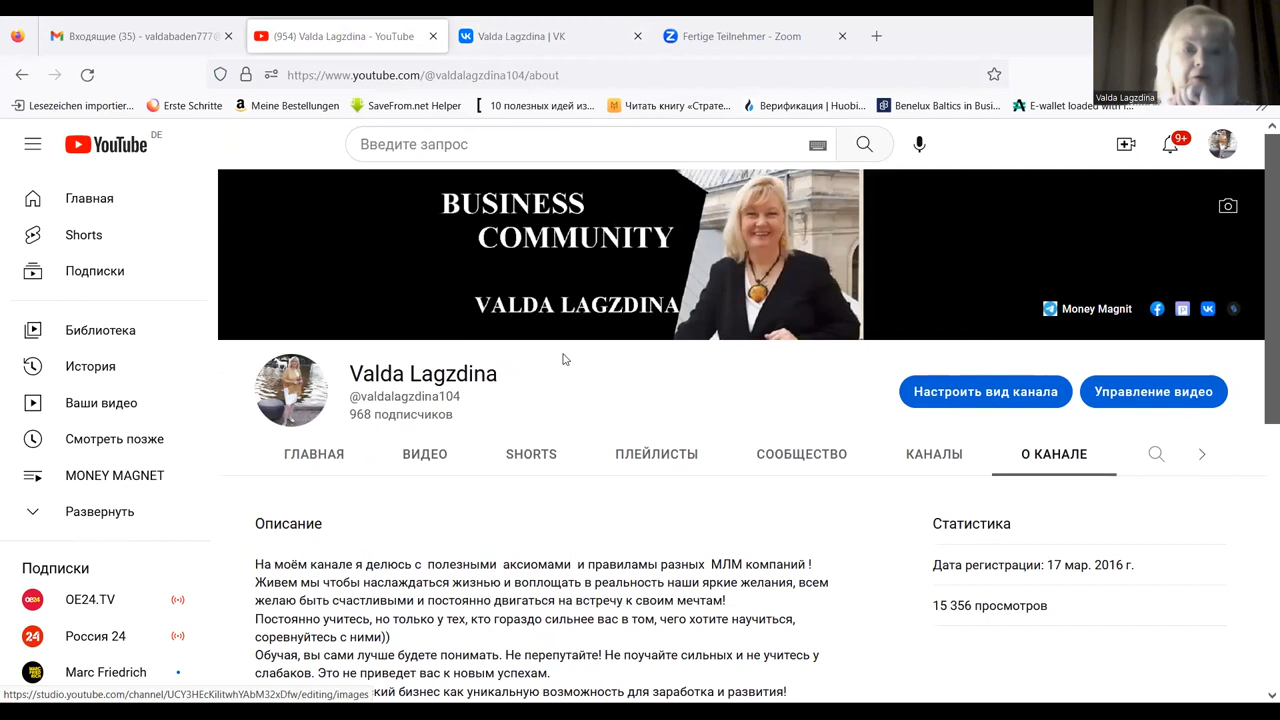 Входящие (35) - valdabaden777@
(954) Valda Lagzdina - YouTube
Valda Lagzdina | VK
Fertige Teilnehmer - Zoom
https://www.youtube.com/@valdalagzdina104/about
Valda Lagzdina
Lesezeichen importier...
Erste Schritte
Meine Bestellungen
SaveFrom.net Helper
10 полезных идей из...
Читать книгу «Страте...
Верификация | Huobi...
Benelux Baltics in Busi...
E-wallet loaded with
YouTube DE
Введите запрос
9+
Главная
Shorts
Подписки
Библиотека
История
Ваши видео
Смотреть позже
MONEY MAGNET
Развернуть
Подписки
OE24.TV
Россия 24
Marc Friedrich
BUSINESS
COMMUNITY
VALDA LAGZDINA
Money Magnit
Valda Lagzdina
@valdalagzdina104
968 подписчиков
Настроить вид канала
Управление видео
ГЛАВНАЯ
ВИДЕО
SHORTS
ПЛЕЙЛИСТЫ
СООБЩЕСТВО
КАНАЛЫ
О КАНАЛЕ
Описание
На моём канале я делюсь с полезными аксиомами и правиламы разных МЛМ компаний !
Живем мы чтобы наслаждаться жизнью и воплощать в реальность наши яркие желания, всем
желаю быть счастливыми и постоянно двигаться на встречу к своим мечтам!
Постоянно учитесь, но только у тех, кто гораздо сильнее вас в том, чего хотите научиться,
соревнуйтесь с ними))
Обучая, вы сами лучше будете понимать. Не перепутайте! Не поучайте сильных и не учитесь у
слабаков. Это не приведет вас к новым успехам.
кий бизнес как уникальную возможность для заработка и развития!
Статистика
Дата регистрации: 17 мар. 2016 г.
15 356 просмотров
https://studio.youtube.com/channel/UCY3HEcKilitwhYAbM32xDfw/editing/images